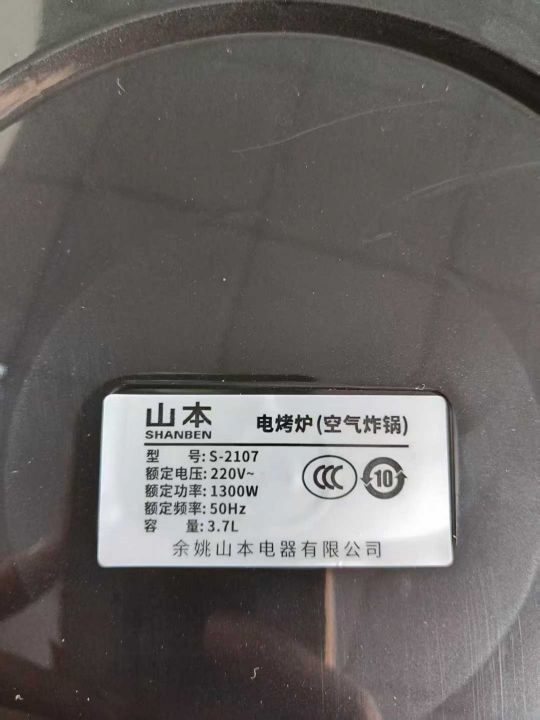 山本
SHANBEN
电烤炉(空气炸锅)
型 号: S-2107
额定电压: 220V~
额定功率: 1300W
额定频率: 50Hz
容 量: 3.7L
CCC
10
余姚山本电器有限公司